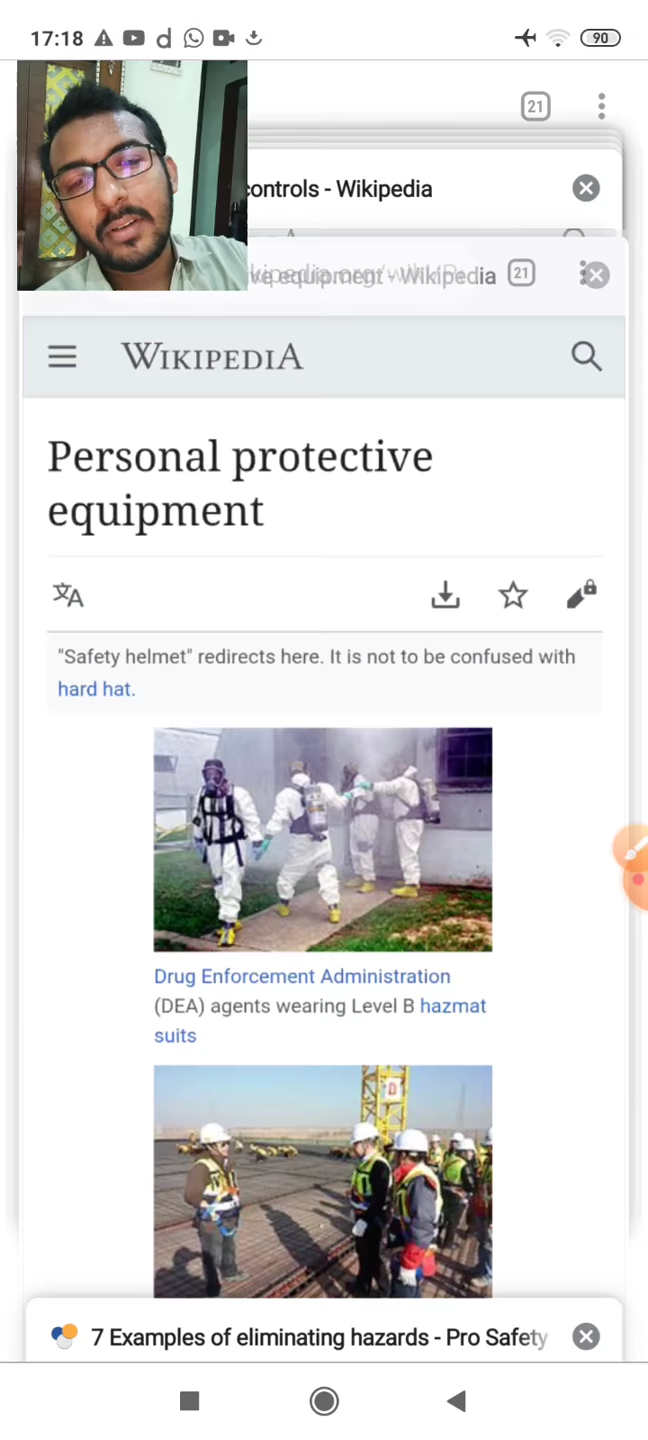 17:18
90
21
controls - Wikipedia
equipment - Wikipedia
21
WIKIPEDIA
Personal protective
equipment
"Safety helmet" redirects here. It is not to be confused with
hard hat.
Drug Enforcement Administration
(DEA) agents wearing Level B hazmat
suits
7 Examples of eliminating hazards - Pro Safety